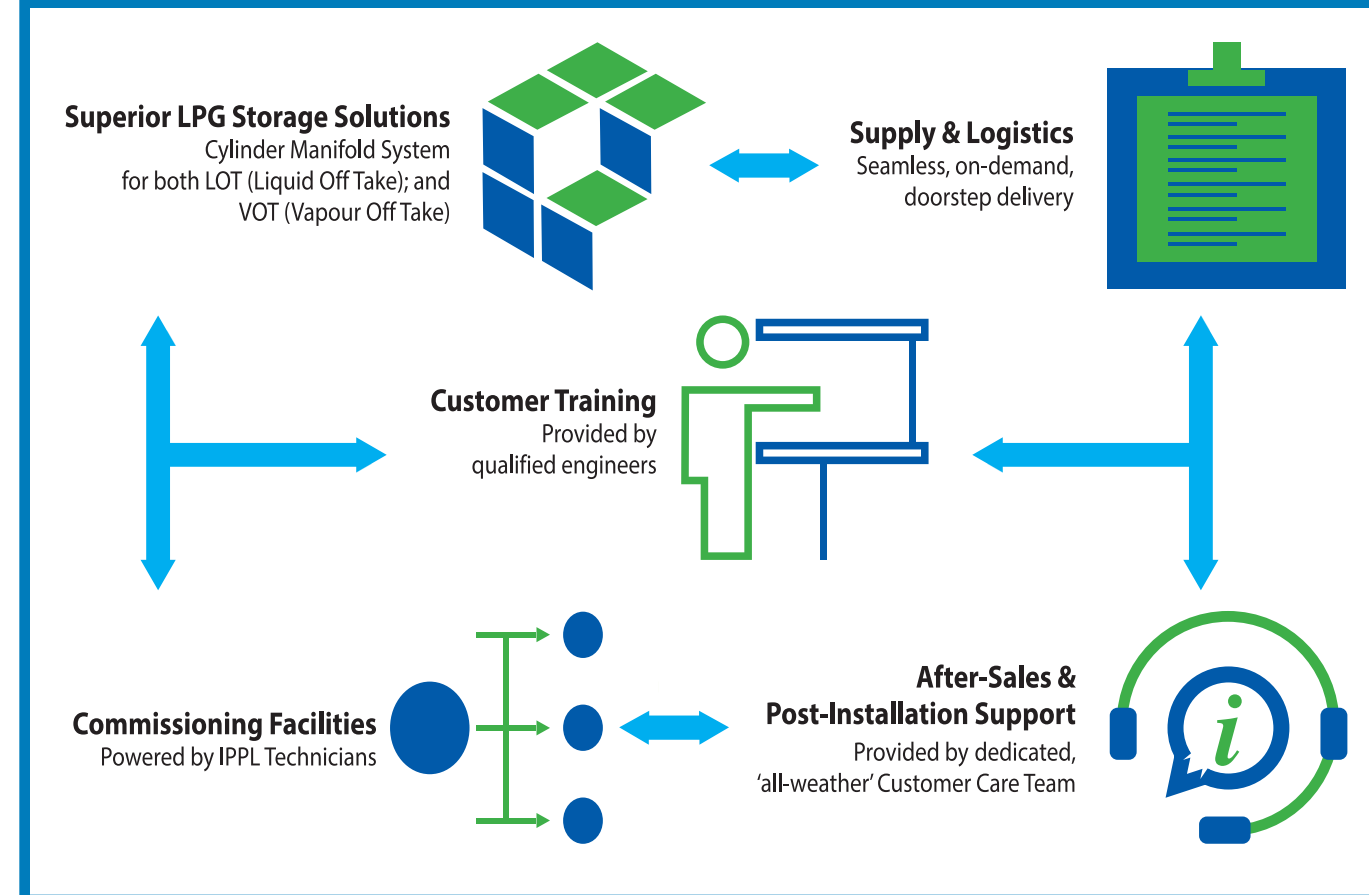 Superior LPG Storage Solutions
Cylinder Manifold System
for both LOT (Liquid Off Take); and
VOT (Vapour Off Take)
Supply & Logistics
Seamless, on-demand,
doorstep delivery
Customer Training
Provided by
qualified engineers
Commissioning Facilities
Powered by IPPL Technicians
After-Sales &
Post-Installation Support
Provided by dedicated,
‘all-weather’ Customer Care Team
i